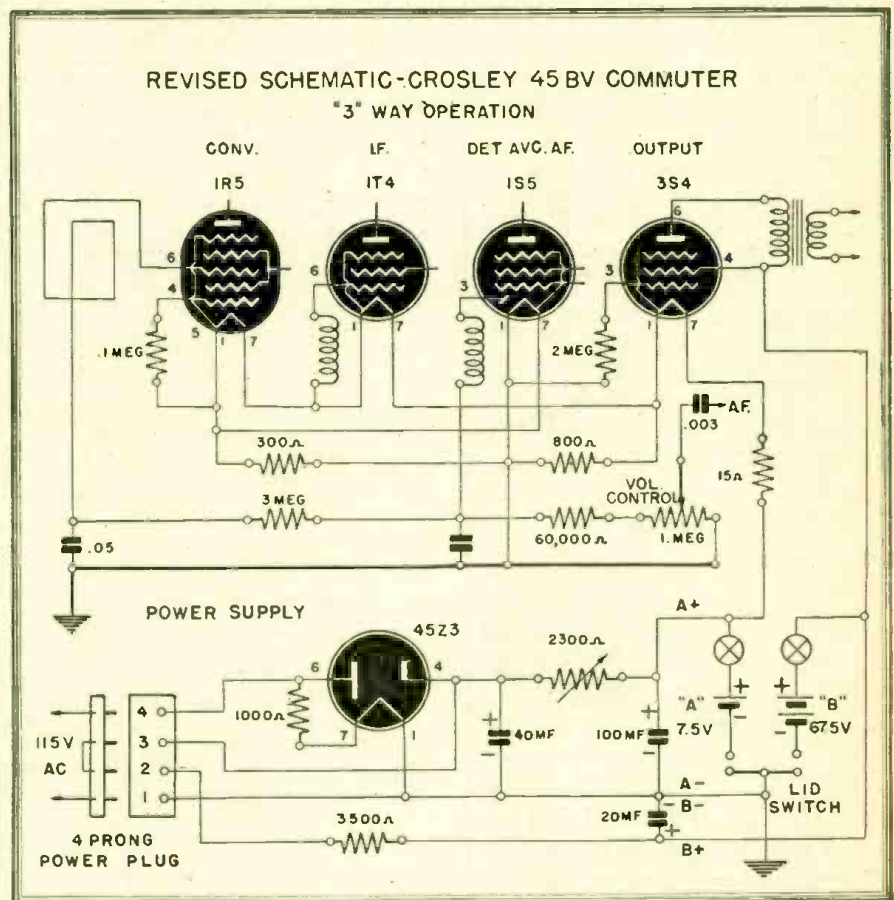 REVISED SCHEMATIC-CROSLEY 45 BV COMMUTER
"3" WAY OPERATION
CONV. I.F. DET AVC. AF. OUTPUT
1R5 1T4 1S5 3S4
6
6 6 3 3 4
4
5 1 7 1 7 1 7 1 7
.1 MEG 2 MEG
.003 A.F.
300Ω 800Ω
15Ω
VOL.
CONTROL
3 MEG
60,000Ω 1. MEG
.05
POWER SUPPLY
45Z3
A+
2300Ω
6 4
1000Ω
7 1
4
3
2
1
115V
AC
+
40MF
-
+
100MF
-
"A" +
7.5V -
+ "B"
- 67.5V
A-
- B-
20MF
+
B+
LID
SWITCH
3500Ω
4 PRONG
POWER PLUG